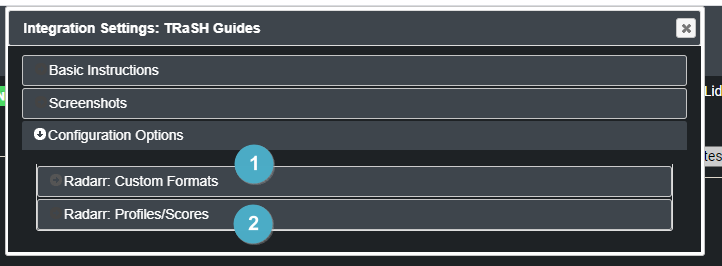 Integration Settings: TRaSH Guides
Basic Instructions
Screenshots
Lid
Configuration Options
tes
1
Radarr: Custom Formats
Radarr: Profiles/Scores
2